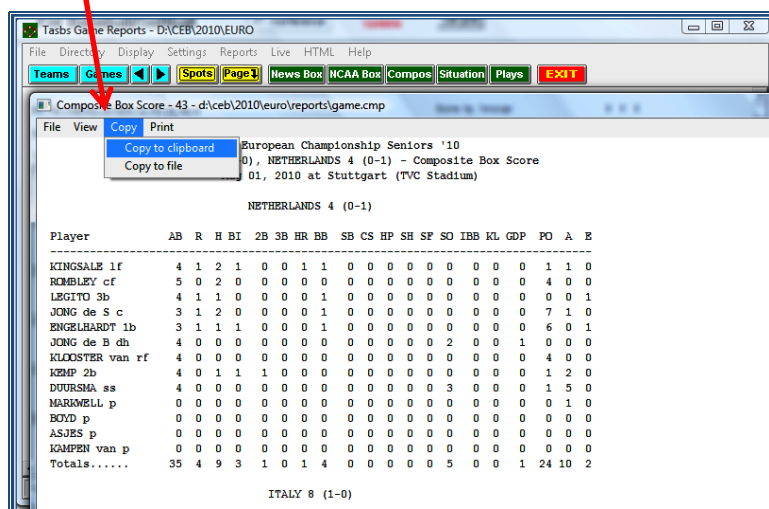 Tasbs Game Reports - D:\CEB\2010\EURO
File Directory Display Settings Reports Live HTML Help
Teams Games Spots Page News Box NCAA Box Compos Situation Plays EXIT
Composite Box Score - 43 - d:\ceb\2010\euro\reports\game.cmp
File View Copy Print
Copy to clipboard
Copy to file
European Championship Seniors '10
0), NETHERLANDS 4 (0-1) - Composite Box Score
01, 2010 at Stuttgart (TVC Stadium)
NETHERLANDS 4 (0-1)
Player AB R H BI 2B 3B HR BB SB CS HP SH SF SO IBB KL GDP PO A E
KINGSALE lf 4 1 2 1 0 0 1 1 0 0 0 0 0 0 0 0 0 1 1 0
ROMBLEY cf 5 0 2 0 0 0 0 0 0 0 0 0 0 0 0 0 0 4 0 0
LEGITO 3b 4 1 1 0 0 0 0 1 0 0 0 0 0 0 0 0 0 0 0 1
JONG de S c 3 1 2 0 0 0 0 1 0 0 0 0 0 0 0 0 0 7 1 0
ENGELHARDT 1b 3 1 1 1 0 0 0 1 0 0 0 0 0 0 0 0 0 6 0 1
JONG de B dh 4 0 0 0 0 0 0 0 0 0 0 0 0 2 0 0 1 0 0 0
KLOOSTER van rf 4 0 0 0 0 0 0 0 0 0 0 0 0 0 0 0 0 4 0 0
KEMP 2b 4 0 1 1 1 0 0 0 0 0 0 0 0 0 0 0 0 1 2 0
DUURSMA ss 4 0 0 0 0 0 0 0 0 0 0 0 0 3 0 0 0 1 5 0
MARKWELL p 0 0 0 0 0 0 0 0 0 0 0 0 0 0 0 0 0 0 1 0
BOYD p 0 0 0 0 0 0 0 0 0 0 0 0 0 0 0 0 0 0 0 0
ASJES p 0 0 0 0 0 0 0 0 0 0 0 0 0 0 0 0 0 0 0 0
KAMPEN van p 0 0 0 0 0 0 0 0 0 0 0 0 0 0 0 0 0 0 0 0
Totals...... 35 4 9 3 1 0 1 4 0 0 0 0 0 5 0 0 1 24 10 2
ITALY 8 (1-0)